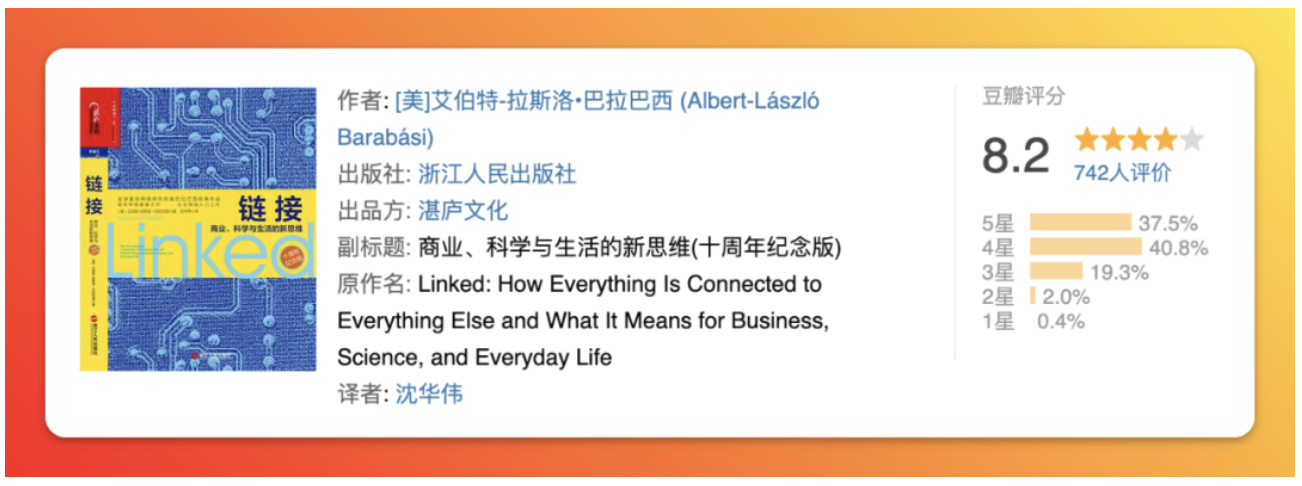 链接
链接
商业、科学与生活的新思维
Linked
作者: [美]艾伯特-拉斯洛•巴拉巴西 (Albert-László
Barabási)
出版社: 浙江人民出版社
出品方: 湛庐文化
副标题: 商业、科学与生活的新思维(十周年纪念版)
原作名: Linked: How Everything Is Connected to
Everything Else and What It Means for Business,
Science, and Everyday Life
译者: 沈华伟
豆瓣评分
8.2
742人评价
5星 37.5%
4星 40.8%
3星 19.3%
2星 2.0%
1星 0.4%